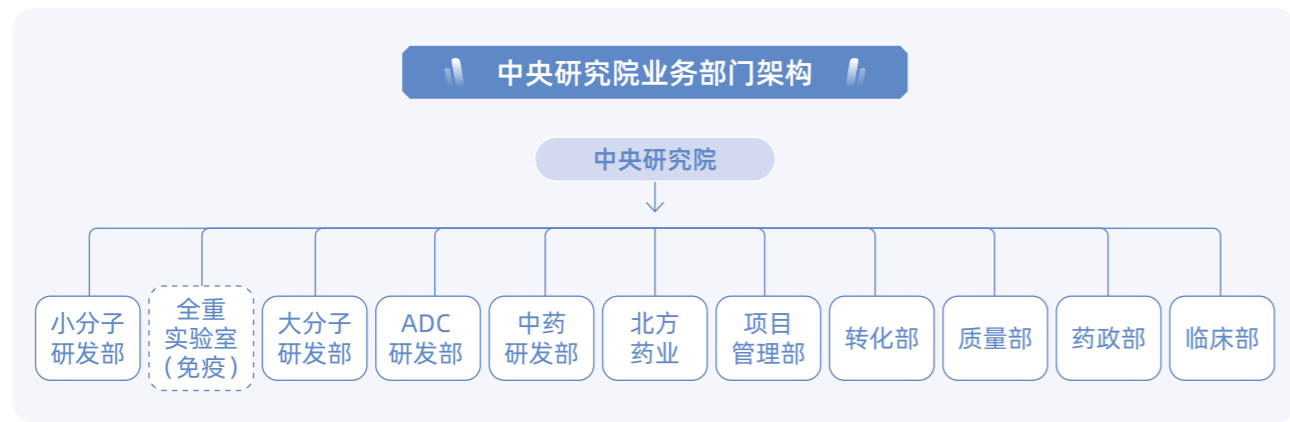 中央研究院业务部门架构
中央研究院
小分子
研发部
全重
实验室
（免疫）
大分子
研发部
ADC
研发部
中药
研发部
北方
药业
项目
管理部
转化部
质量部
药政部
临床部